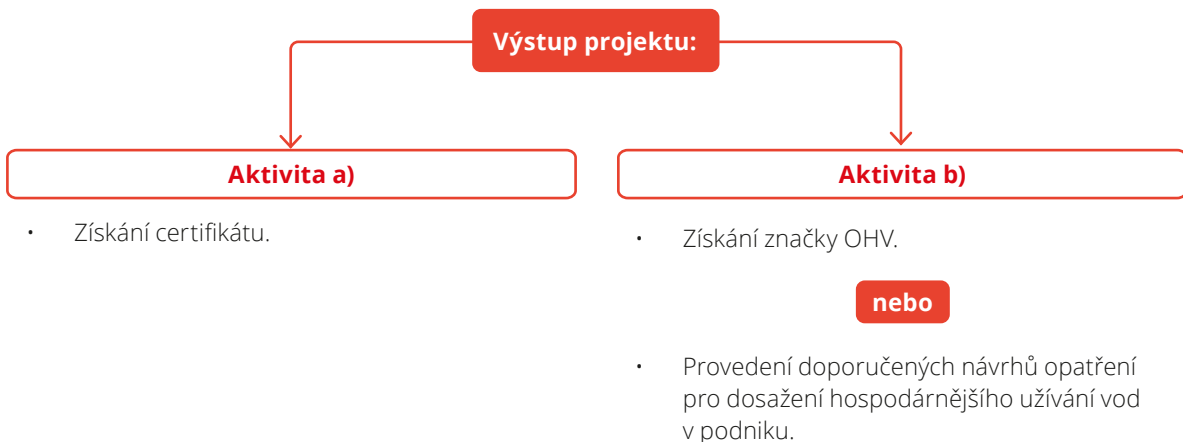 Výstup projektu:
Aktivita a)
• Získání certifikátu.
Aktivita b)
• Získání značky OHV.
nebo
• Provedení doporučených návrhů opatření
pro dosažení hospodárnějšího užívání vod
v podniku.